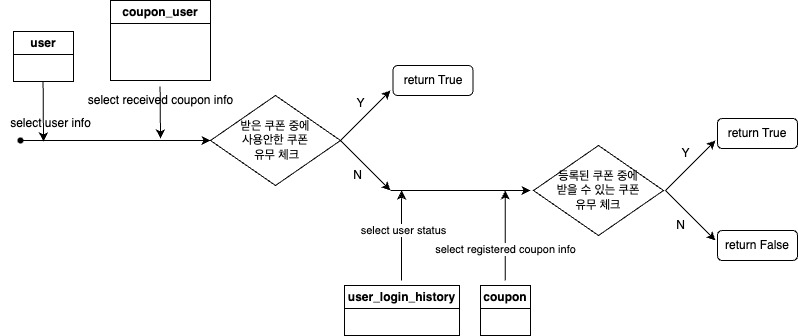 coupon_user
user
select received coupon info
select user info
받은 쿠폰 중에
사용안한 쿠폰
유무 체크
Y
return True
N
select user status
select registered coupon info
user_login_history
coupon
등록된 쿠폰 중에
받을 수 있는 쿠폰
유무 체크
Y
return True
N
return False